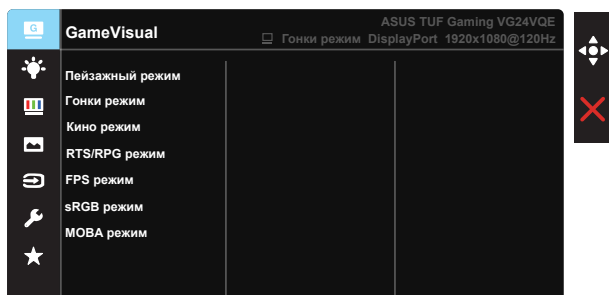 G
GameVisual
ASUS TUF Gaming VG24VQE
Гонки режим DisplayPort 1920x1080@120Hz
Пейзажный режим
Гонки режим
Кино режим
RTS/RPG режим
FPS режим
sRGB режим
MOBA режим